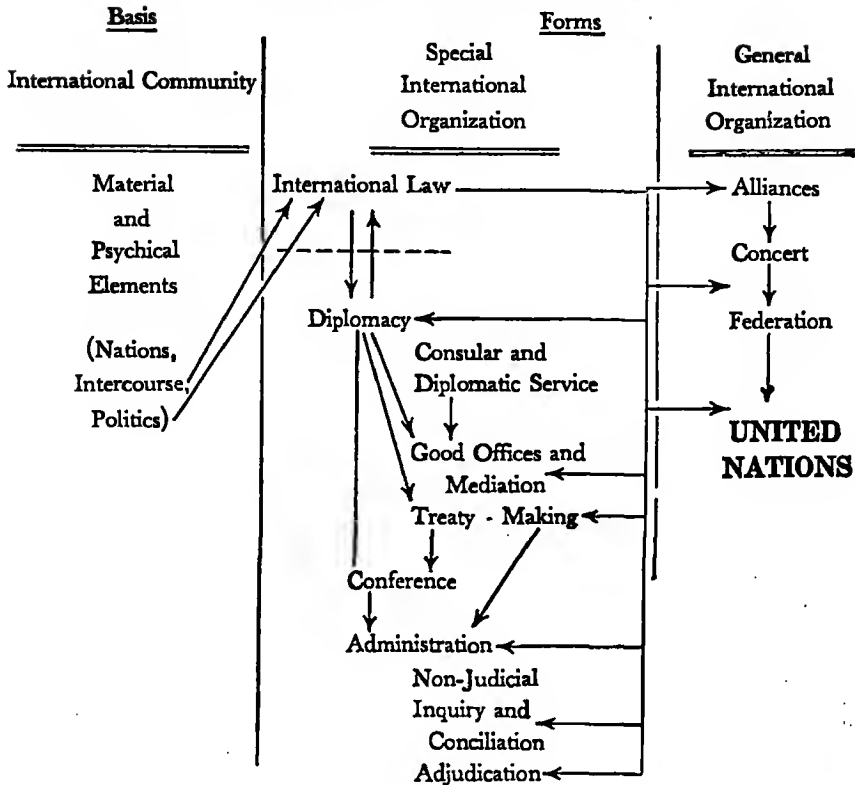 Basis
International Community
Material
and
Psychical
Elements
(Nations,
Intercourse,
Politics)
Forms
Special
International
Organization
International Law
Diplomacy
Consular and
Diplomatic Service
Good Offices and
Mediation
Treaty - Making
Conference
Administration
Non-Judicial
Inquiry and
Conciliation
Adjudication
General
International
Organization
Alliances
Concert
Federation
UNITED
NATIONS